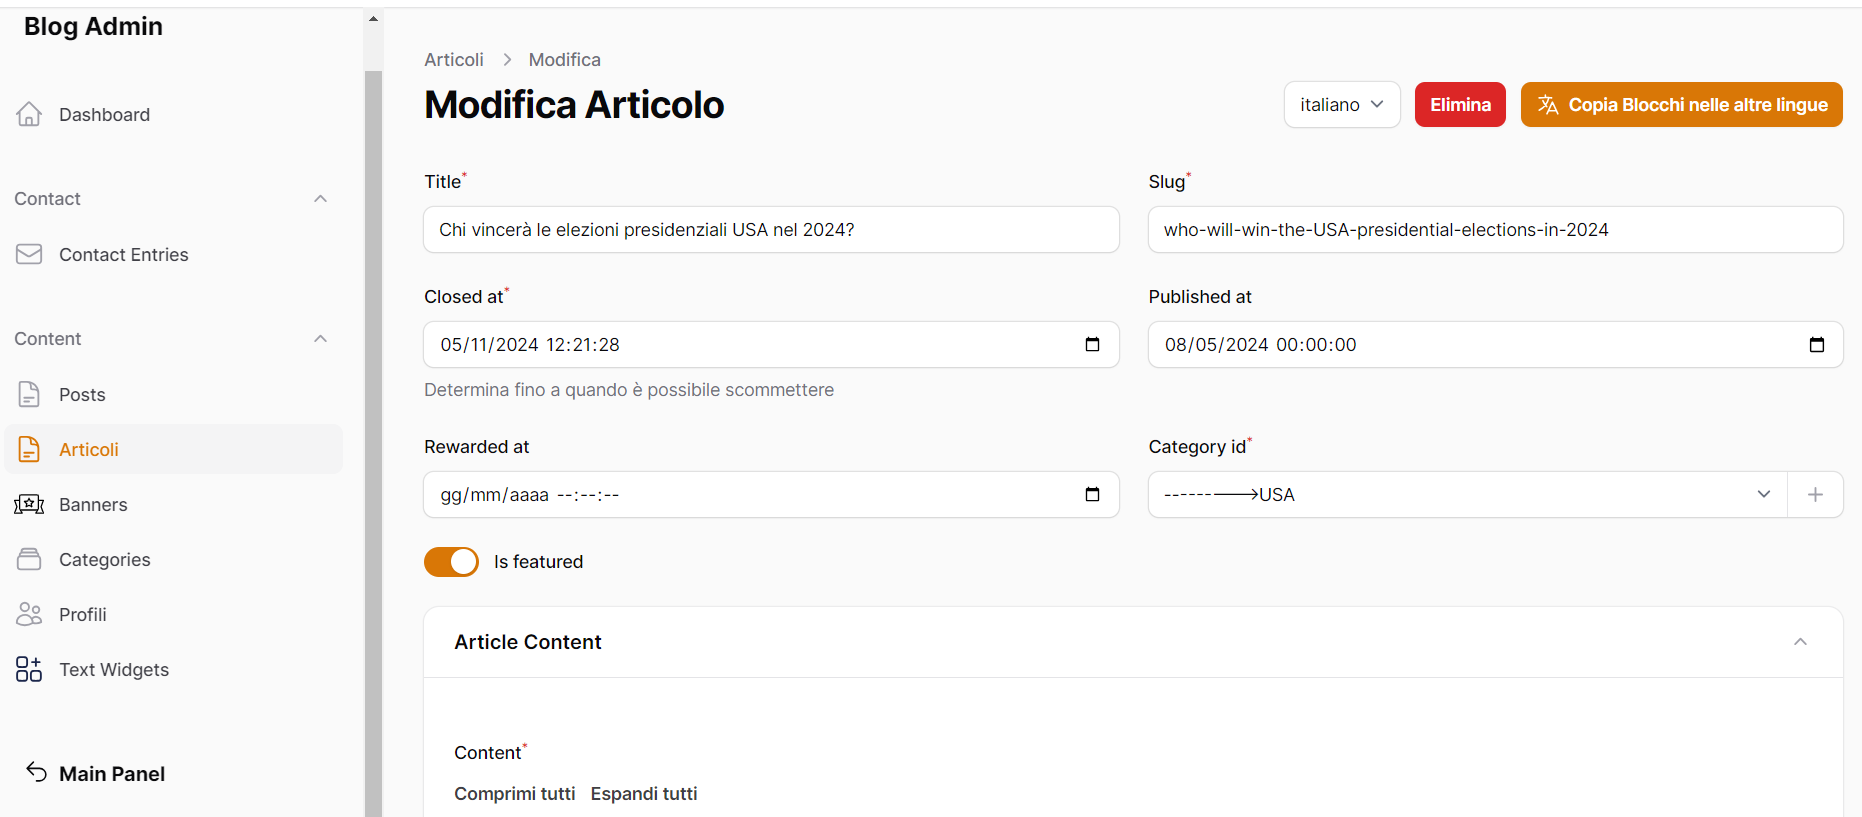 Blog Admin
Dashboard
Contact
Contact Entries
Content
Posts
Articoli
Banners
Categories
Profili
Text Widgets
Main Panel
Articoli > Modifica
Modifica Articolo
italiano
Elimina
Copia Blocchi nelle altre lingue
Title*
Chi vincerà le elezioni presidenziali USA nel 2024?
Slug*
who-will-win-the-USA-presidential-elections-in-2024
Closed at*
05/11/2024 12:21:28
Determina fino a quando è possibile scommettere
Published at
08/05/2024 00:00:00
Rewarded at
gg/mm/aaaa --:--:--
Category id*
--------->USA
Is featured
Article Content
Content*
Comprimi tutti Espandi tutti